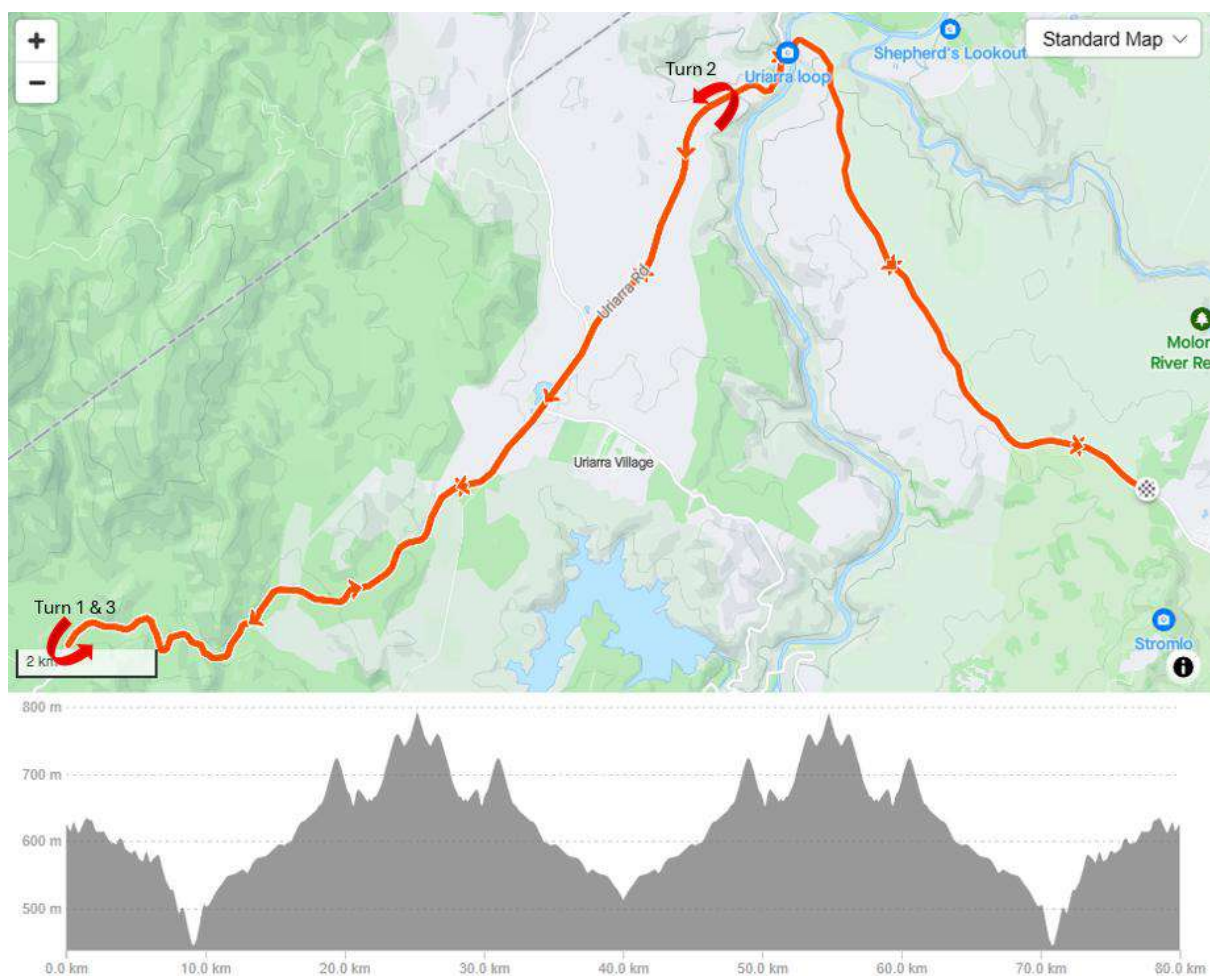 +
−
Standard Map
Turn 2
Shepherd's Lookout
Uriarra loop
Uriarra Rd
Molon
River Re
Uriarra Village
Turn 1 & 3
2 km
Stromlo
i
800 m
700 m
600 m
500 m
0.0 km 10.0 km 20.0 km 30.0 km 40.0 km 50.0 km 60.0 km 70.0 km 80.0 km